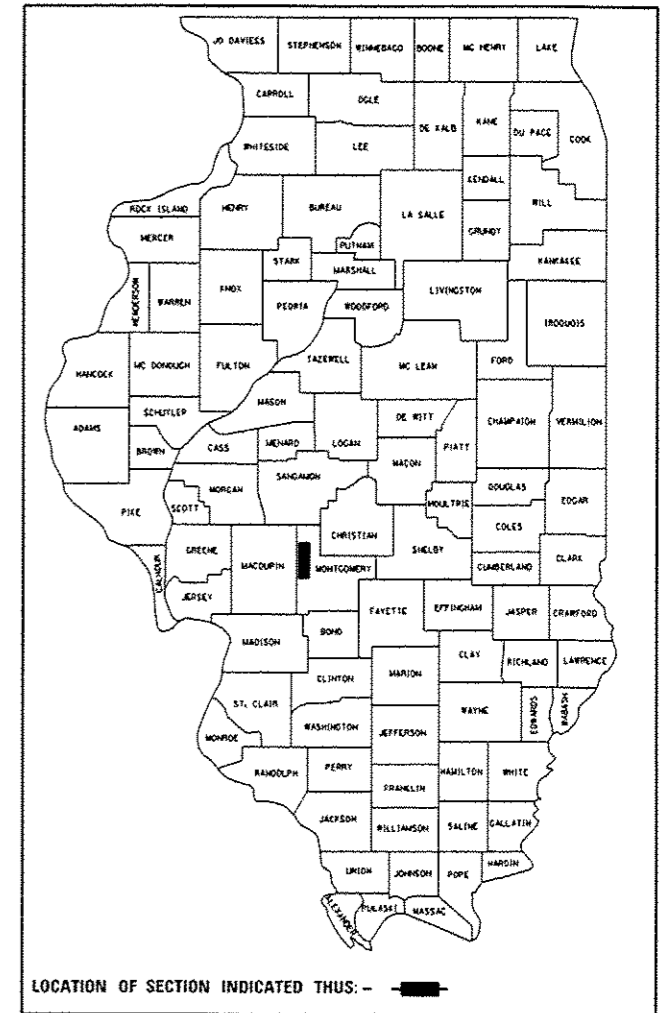 JO DAVIESS STEPHENSON WINNEBAGO BOONE MC HENRY LAKE
CARROLL OGLE DE KALB KANE DU PAGE COOK
WHITESIDE LEE
KENDALL WILL
ROCK ISLAND HENRY BUREAU LA SALLE GRUNDY
MERCER PUTNAM
STARK MARSHALL KANKAKEE
HENDERSON WARREN KNOX PEORIA WOODFORD LIVINGSTON IROQUOIS
HANCOCK MC DONOUGH FULTON TAZEWELL MC LEAN FORD
MASON
ADAMS SCHUYLER DE WITT CHAMPAIGN VERMILION
BROWN CASS MENARD LOGAN PIATT
MACON
SANGAMON
PIKE SCOTT MORGAN MOULTRIE DOUGLAS EDGAR
CHRISTIAN COLES
CALHOUN GREENE MACOUPIN MONTGOMERY SHELBY CUMBERLAND CLARK
JERSEY FAYETTE EFFINGHAM JASPER CRAWFORD
MADISON BOND
CLAY RICHLAND LAWRENCE
CLINTON MARION
ST. CLAIR WAYNE EDWARDS WABASH
MONROE WASHINGTON JEFFERSON
RANDOLPH PERRY HAMILTON WHITE
FRANKLIN
JACKSON WILLIAMSON SALINE GALLATIN
UNION JOHNSON POPE HARDIN
ALEXANDER PULASKI MASSAC
LOCATION OF SECTION INDICATED THUS: -